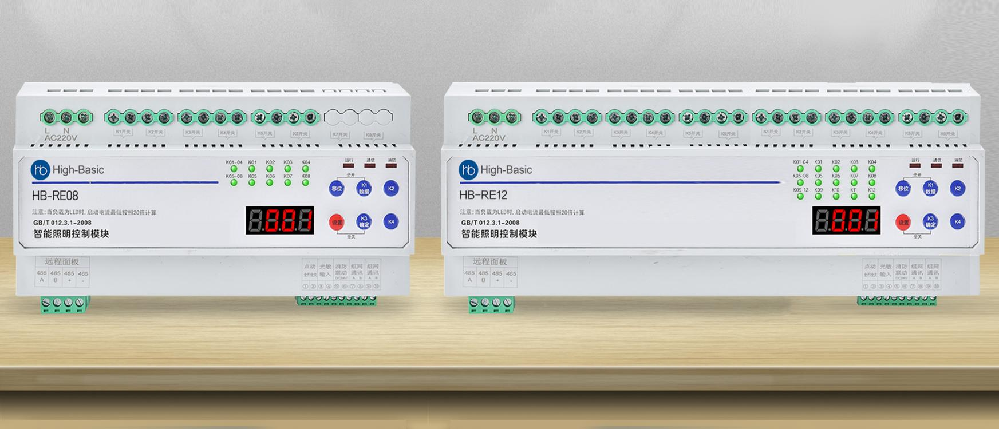 L N
AC220V
K1开关 K2开关 K3开关 K4开关 K5开关 K6开关 K7开关 K8开关
hb High-Basic
HB-RE08
注意:当负载为LED时,启动电流最低按照20倍计算
GB/T 012.3.1-2008
智能照明控制模块
K01-04 K01 K02 K03 K04
K05-08 K05 K06 K07 K08
8.0.0.1
运行 通信 消防
全开
移位 K1 数据 K2
设置 K3 确定 K4
全关
远程面板
485 A 485 B 485 + 485 -
点动 光敏 消防 组网 组网
全开/全关 输入 联动 通讯 通讯
DC24V A B A B
① ② ③ ④ ⑤ ⑥ ⑦ ⑧ ⑨ ⑩
L N
AC220V
K1开关 K2开关 K3开关 K4开关 K5开关 K6开关 K1开关 K2开关 K3开关 K4开关 K5开关 K6开关
hb High-Basic
HB-RE12
注意:当负载为LED时,启动电流最低按照20倍计算
GB/T 012.3.1-2008
智能照明控制模块
K01-04 K01 K02 K03 K04
K05-08 K05 K06 K07 K08
K09-12 K09 K10 K11 K12
8.0.0.1
运行 通信 消防
全开
移位 K1 数据 K2
设置 K3 确定 K4
全关
远程面板
485 A 485 B 485 + 485 -
点动 光敏 消防 组网 组网
全开/全关 输入 联动 通讯 通讯
DC24V A B A B
① ② ③ ④ ⑤ ⑥ ⑦ ⑧ ⑨ ⑩